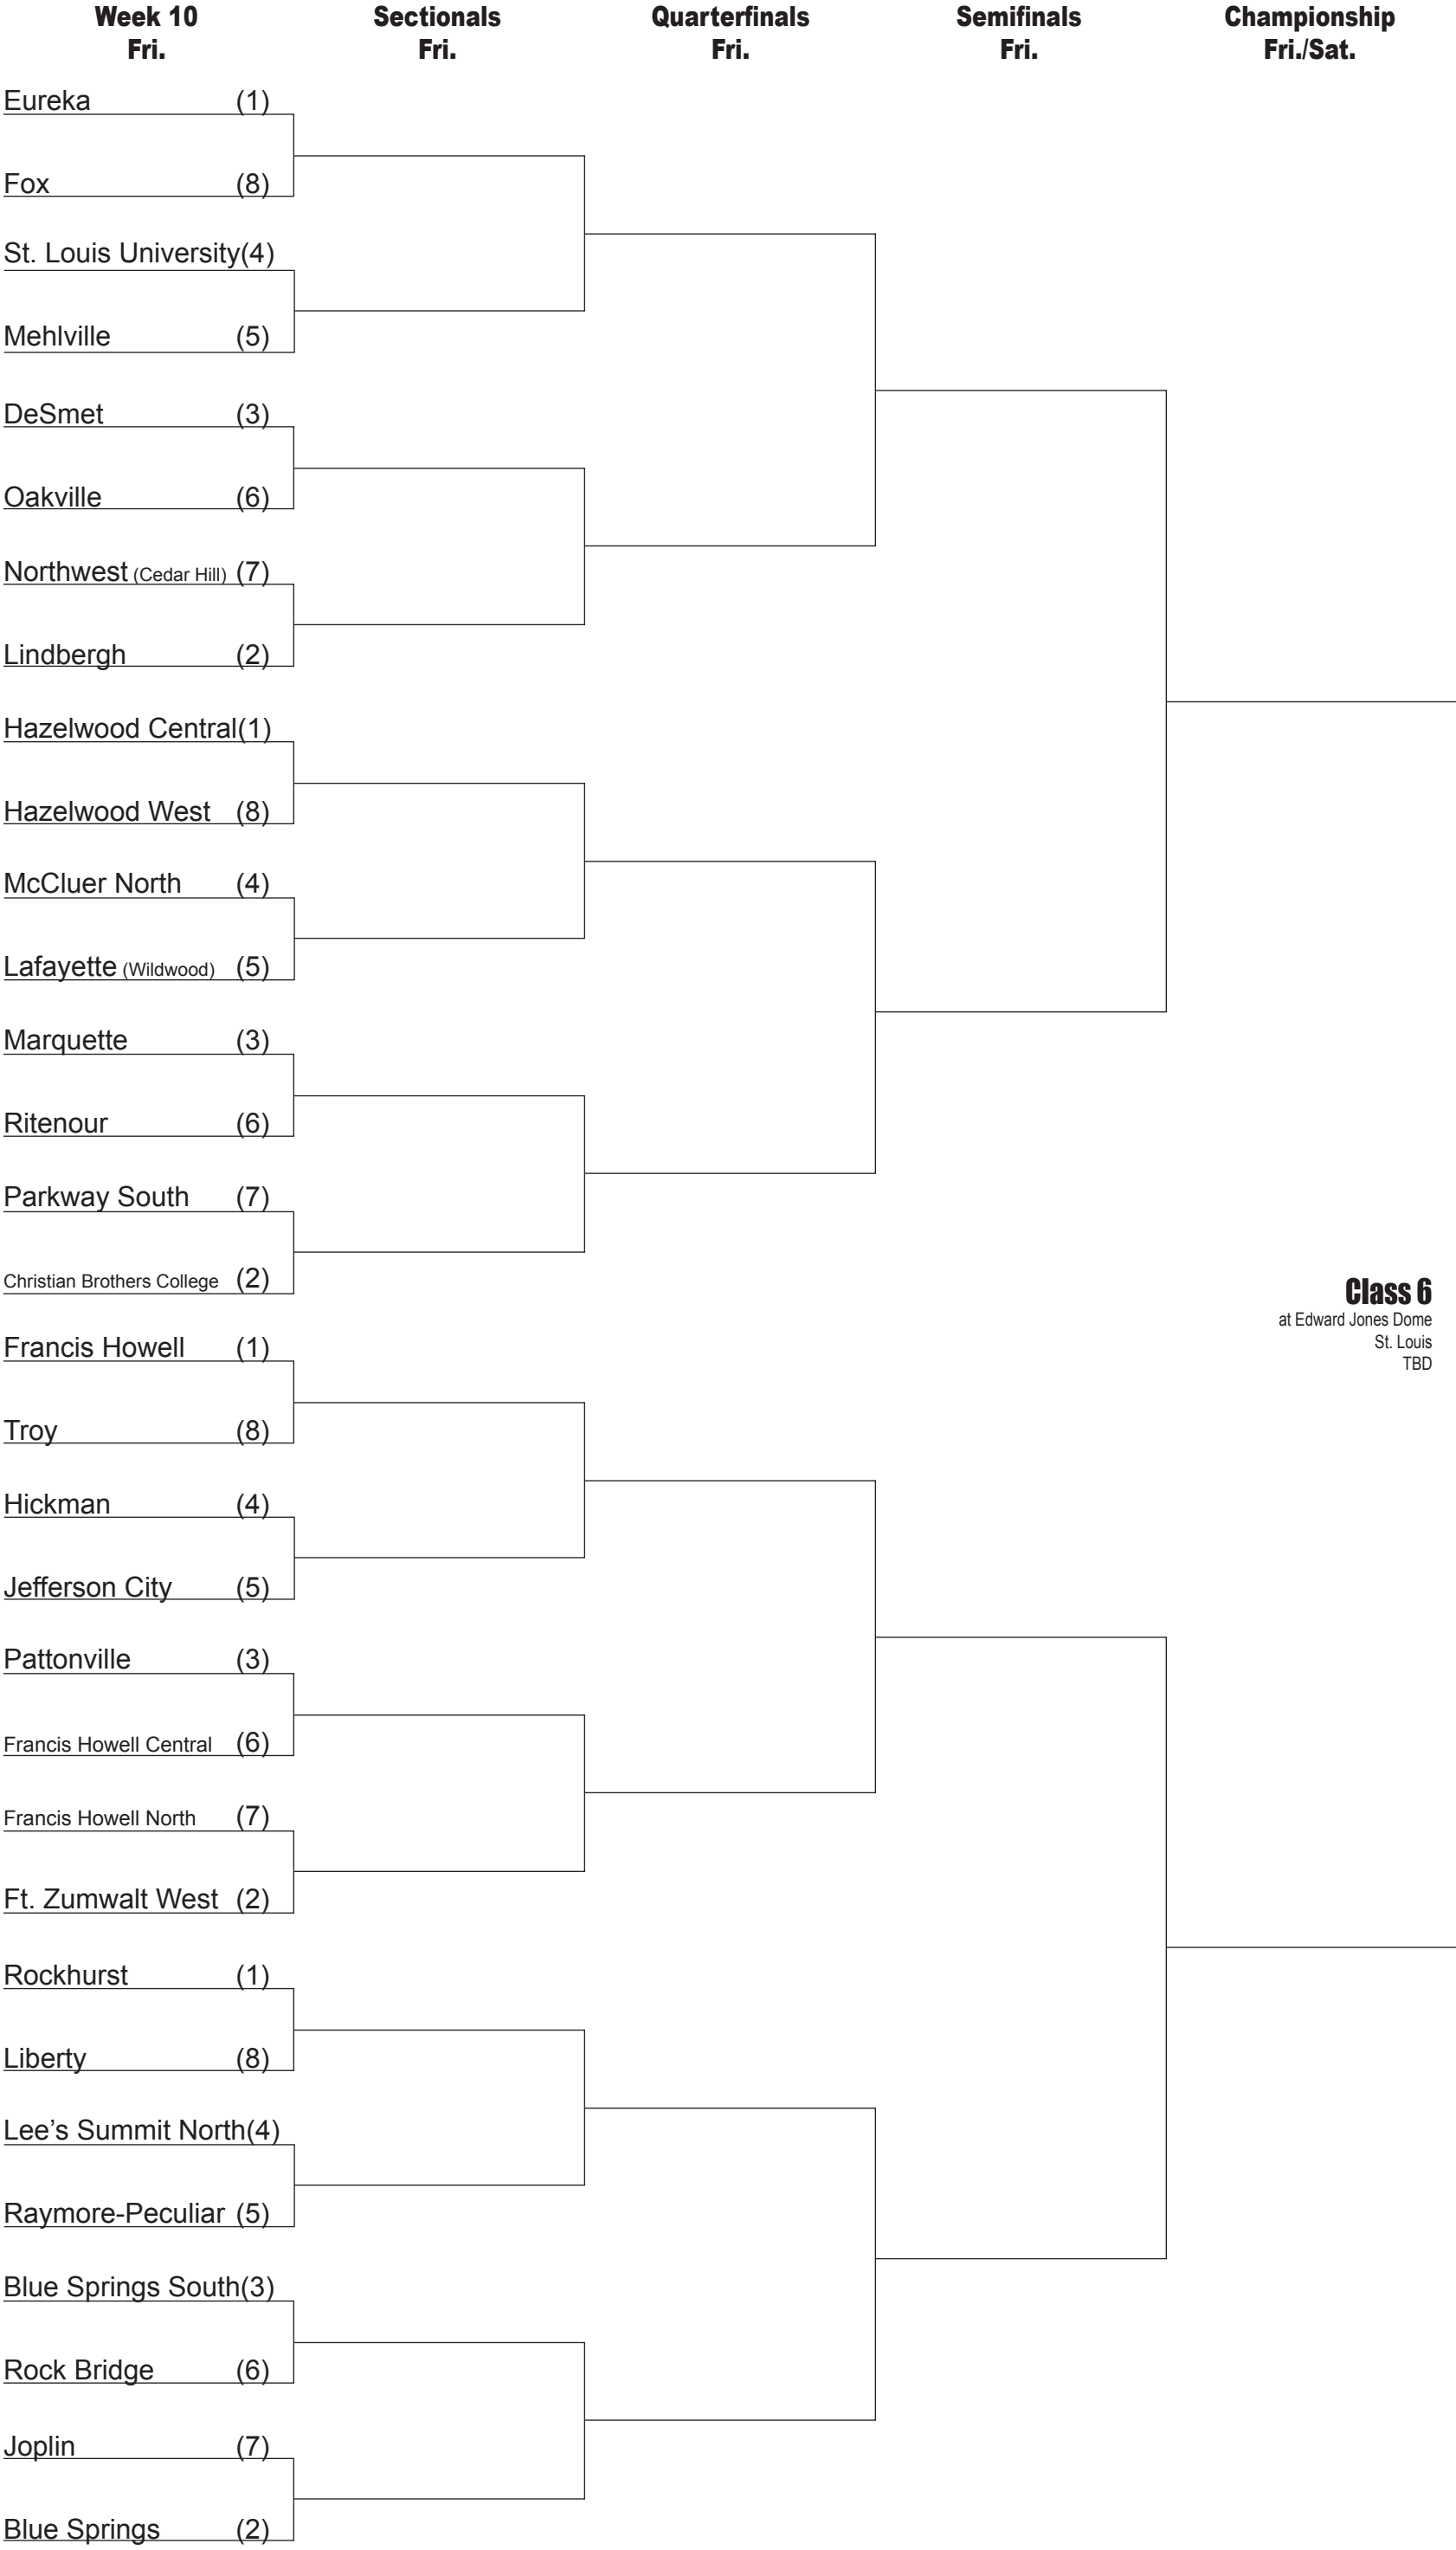 Week 10 Sectionals Quarterfinals Semifinals Championship
Fri. Fri. Fri. Fri. Fri./Sat.
Eureka (1)
Fox (8)
St. Louis University(4)
Mehlville (5)
DeSmet (3)
Oakville (6)
Northwest (Cedar Hill) (7)
Lindbergh (2)
Hazelwood Central(1)
Hazelwood West (8)
McCluer North (4)
Lafayette (Wildwood) (5)
Marquette (3)
Ritenour (6)
Parkway South (7)
Christian Brothers College (2)
Class 6
at Edward Jones Dome
St. Louis
TBD
Francis Howell (1)
Troy (8)
Hickman (4)
Jefferson City (5)
Pattonville (3)
Francis Howell Central (6)
Francis Howell North (7)
Ft. Zumwalt West (2)
Rockhurst (1)
Liberty (8)
Lee’s Summit North(4)
Raymore-Peculiar (5)
Blue Springs South(3)
Rock Bridge (6)
Joplin (7)
Blue Springs (2)